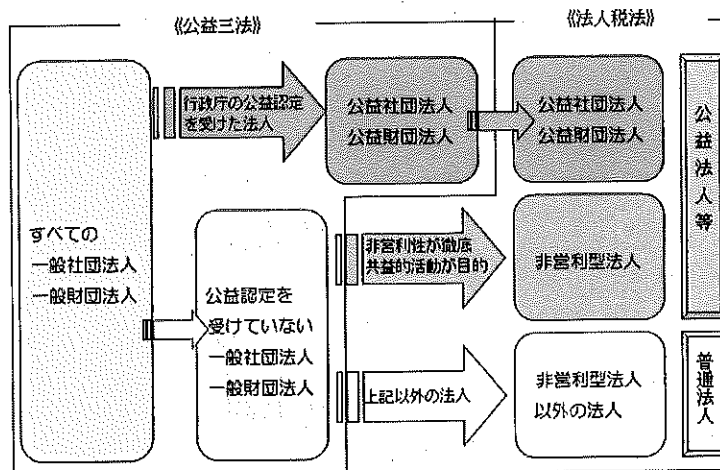 《公益三法》
《法人税法》
行政庁の公益認定
を受けた法人
公益社団法人
公益財団法人
公益社団法人
公益財団法人
公益法人等
すべての
一般社団法人
一般財団法人
公益認定を
受けていない
一般社団法人
一般財団法人
非営利性が徹底
共益的活動が目的
非営利型法人
上記以外の法人
非営利型法人
以外の法人
普通法人